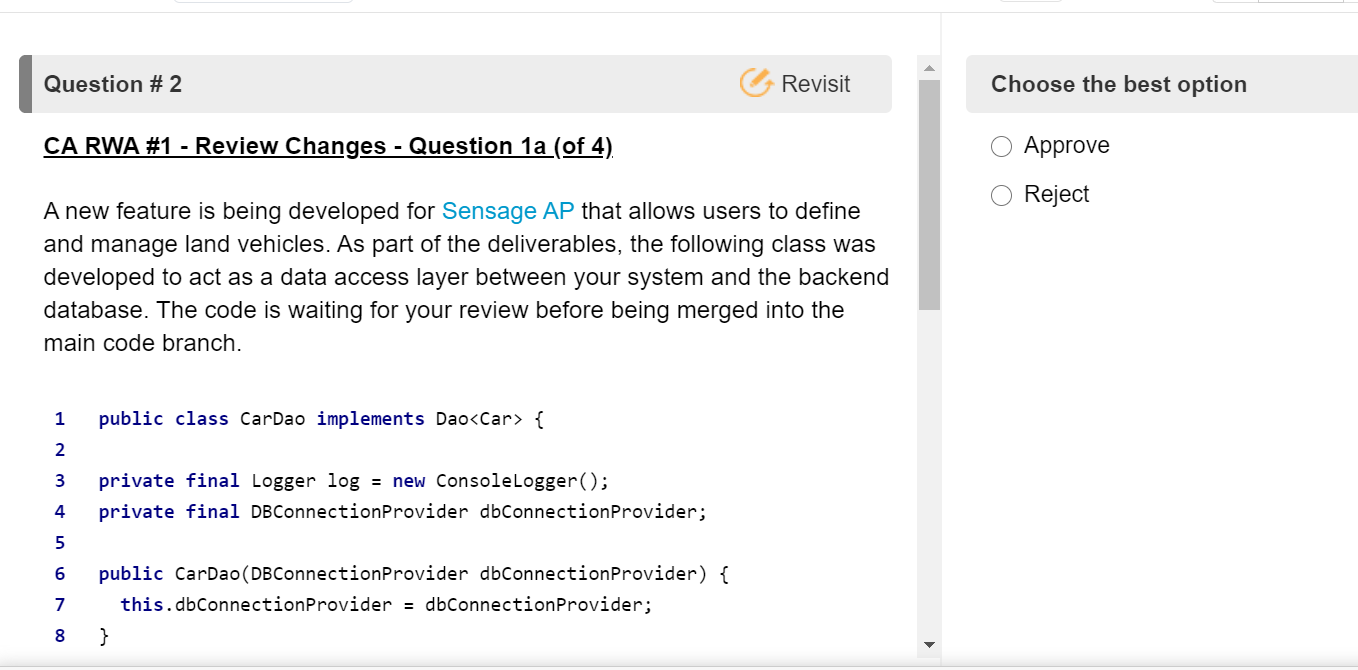 Question # 2
Revisit
CA RWA #1 - Review Changes - Question 1a (of 4)
A new feature is being developed for Sensage AP that allows users to define
and manage land vehicles. As part of the deliverables, the following class was
developed to act as a data access layer between your system and the backend
database. The code is waiting for your review before being merged into the
main code branch.
1 public class CarDao implements Dao<Car> {
2
3 private final Logger log = new ConsoleLogger();
4 private final DBConnectionProvider dbConnectionProvider;
5
6 public CarDao(DBConnectionProvider dbConnectionProvider) {
7   this.dbConnectionProvider = dbConnectionProvider;
8 }
Choose the best option
Approve
Reject